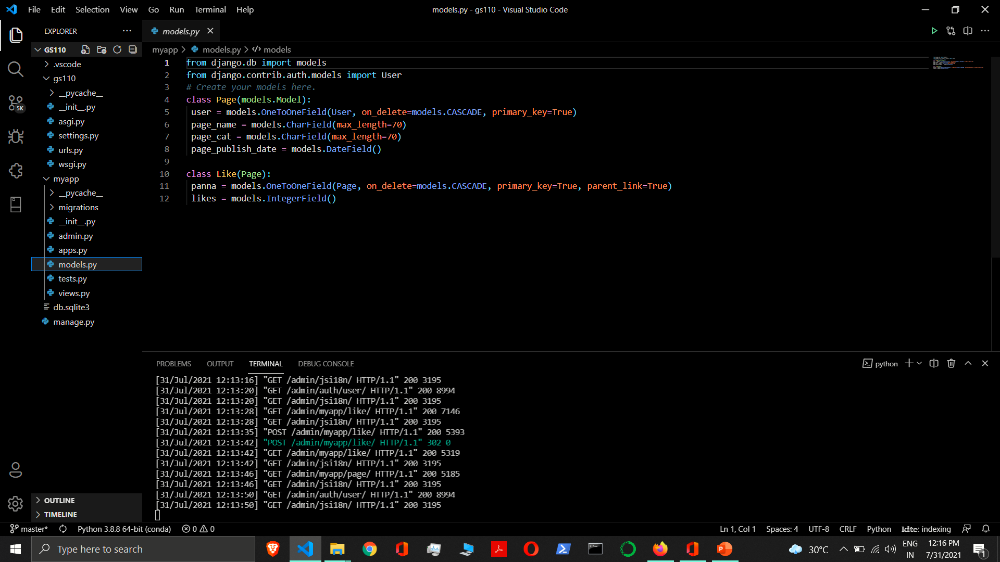 File Edit Selection View Go Run Terminal Help
models.py - gs110 - Visual Studio Code
EXPLORER
models.py
GS110
myapp > models.py > models
.vscode
gs110
__pycache__
__init__.py
asgi.py
settings.py
urls.py
wsgi.py
myapp
__pycache__
migrations
__init__.py
admin.py
apps.py
models.py
tests.py
views.py
db.sqlite3
manage.py
OUTLINE
TIMELINE
5K
1 from django.db import models
2 from django.contrib.auth.models import User
3 # Create your models here.
4 class Page(models.Model):
5 user = models.OneToOneField(User, on_delete=models.CASCADE, primary_key=True)
6 page_name = models.CharField(max_length=70)
7 page_cat = models.CharField(max_length=70)
8 page_publish_date = models.DateField()
9
10 class Like(Page):
11 panna = models.OneToOneField(Page, on_delete=models.CASCADE, primary_key=True, parent_link=True)
12 likes = models.IntegerField()
PROBLEMS OUTPUT TERMINAL DEBUG CONSOLE
python
[31/Jul/2021 12:13:16] "GET /admin/jsi18n/ HTTP/1.1" 200 3195
[31/Jul/2021 12:13:20] "GET /admin/auth/user/ HTTP/1.1" 200 8994
[31/Jul/2021 12:13:20] "GET /admin/jsi18n/ HTTP/1.1" 200 3195
[31/Jul/2021 12:13:28] "GET /admin/myapp/like/ HTTP/1.1" 200 7146
[31/Jul/2021 12:13:28] "GET /admin/jsi18n/ HTTP/1.1" 200 3195
[31/Jul/2021 12:13:35] "POST /admin/myapp/like/ HTTP/1.1" 200 5393
[31/Jul/2021 12:13:42] "POST /admin/myapp/like/ HTTP/1.1" 302 0
[31/Jul/2021 12:13:42] "GET /admin/myapp/like/ HTTP/1.1" 200 5319
[31/Jul/2021 12:13:42] "GET /admin/jsi18n/ HTTP/1.1" 200 3195
[31/Jul/2021 12:13:46] "GET /admin/myapp/page/ HTTP/1.1" 200 5185
[31/Jul/2021 12:13:46] "GET /admin/jsi18n/ HTTP/1.1" 200 3195
[31/Jul/2021 12:13:50] "GET /admin/auth/user/ HTTP/1.1" 200 8994
[31/Jul/2021 12:13:50] "GET /admin/jsi18n/ HTTP/1.1" 200 3195
master* Python 3.8.8 64-bit (conda) 0 0
Ln 1, Col 1 Spaces: 4 UTF-8 CRLF Python kite: indexing
Type here to search
30°C
ENG
IN
12:16 PM
7/31/2021
1